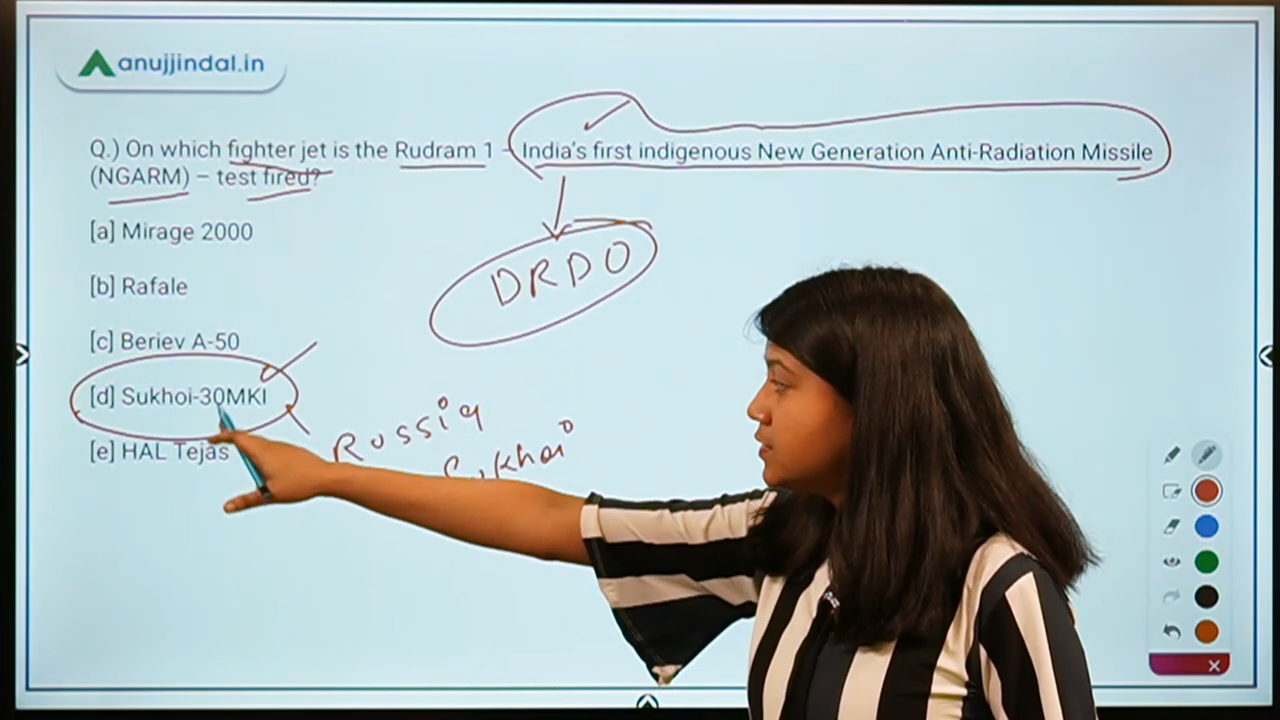 anujjindal.in
Q.) On which fighter jet is the Rudram 1 – India's first indigenous New Generation Anti-Radiation Missile
(NGARM) – test fired?
DRDO
[a] Mirage 2000
[b] Rafale
[c] Beriev A-50
[d] Sukhoi-30MKI
[e] HAL Tejas
Russia
Sukhoi